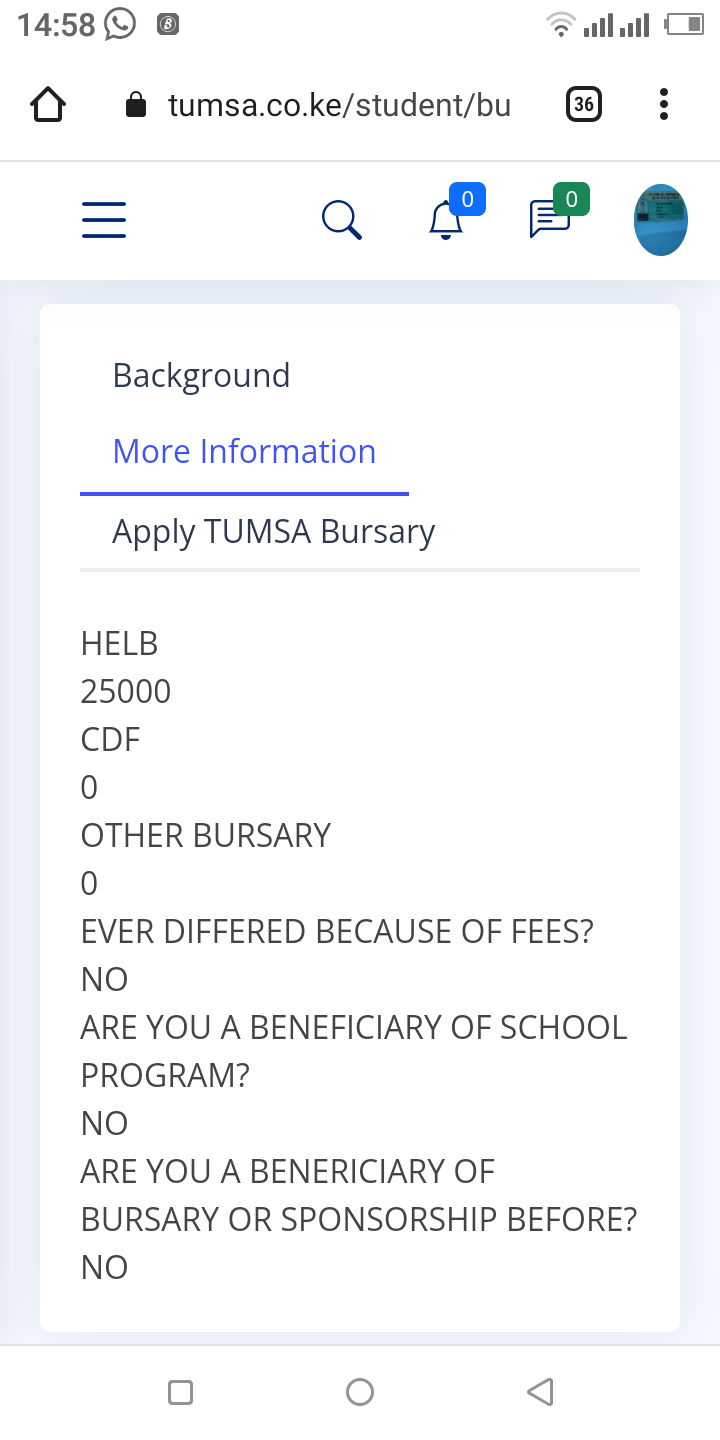 14:58
tumsa.co.ke/student/bu
36
0
0
Background
More Information
Apply TUMSA Bursary
HELB
25000
CDF
0
OTHER BURSARY
0
EVER DIFFERED BECAUSE OF FEES?
NO
ARE YOU A BENEFICIARY OF SCHOOL
PROGRAM?
NO
ARE YOU A BENERICIARY OF
BURSARY OR SPONSORSHIP BEFORE?
NO